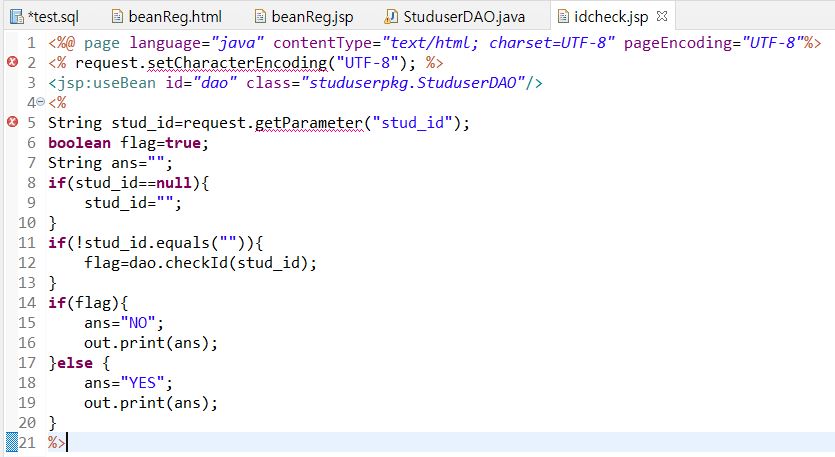 *test.sql beanReg.html beanReg.jsp StuduserDAO.java idcheck.jsp
1 <%@ page language="java" contentType="text/html; charset=UTF-8" pageEncoding="UTF-8"%>
2 <% request.setCharacterEncoding("UTF-8"); %>
3 <jsp:useBean id="dao" class="studuserpkg.StuduserDAO"/>
4 <%
5 String stud_id=request.getParameter("stud_id");
6 boolean flag=true;
7 String ans="";
8 if(stud_id==null){
9     stud_id="";
10 }
11 if(!stud_id.equals("")){
12     flag=dao.checkId(stud_id);
13 }
14 if(flag){
15     ans="NO";
16     out.print(ans);
17 }else {
18     ans="YES";
19     out.print(ans);
20 }
21 %>